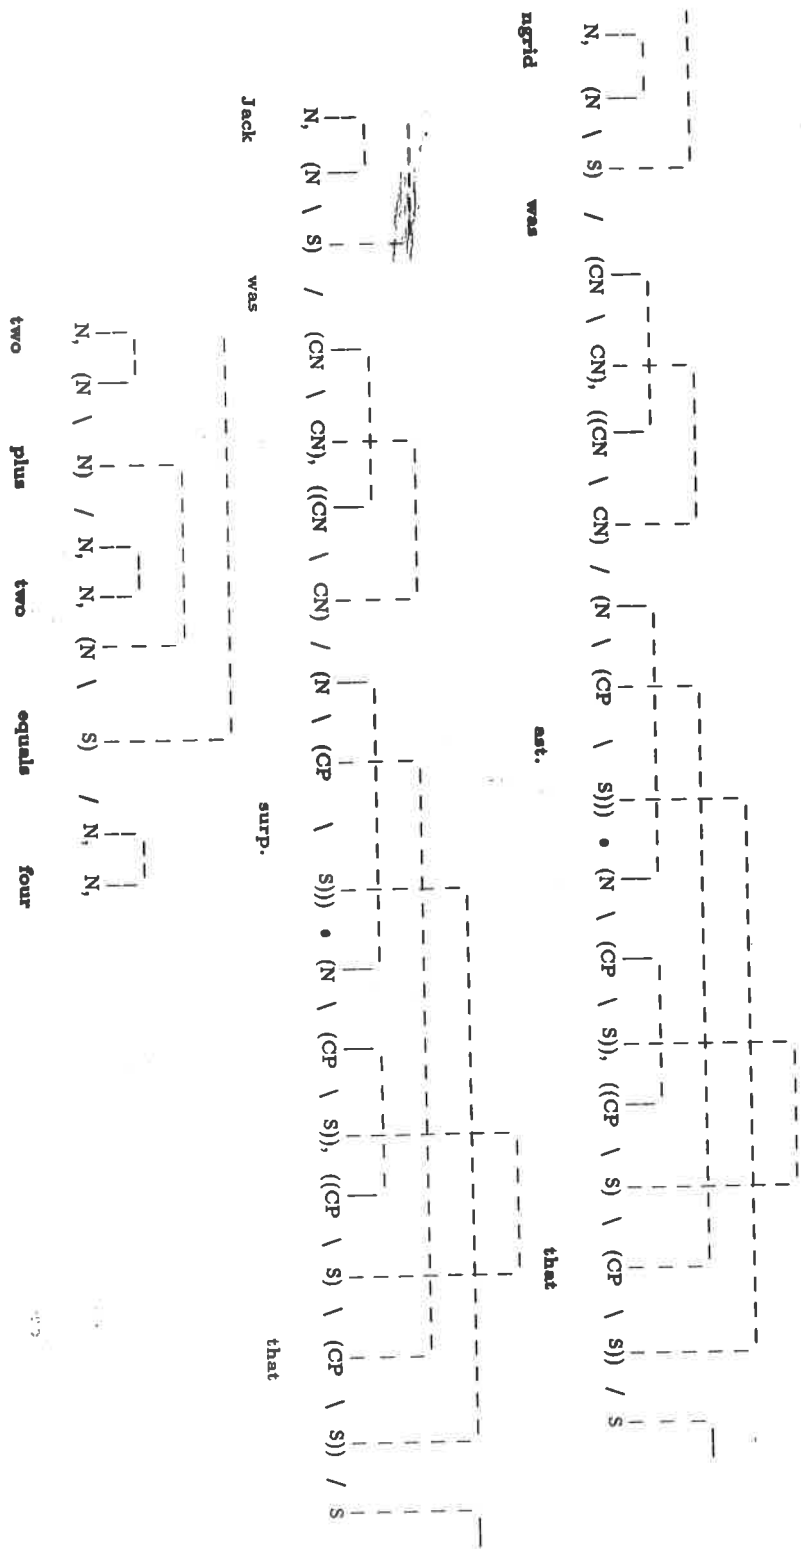 N, (N \ S) / (CN \ CN), ((CN \ CN) / (N \ (CP \ S))) • (N \ (CP \ S)), ((CP \ S) \ (CP \ S)) / S
ngrid was ast. that
N, (N \ S) / (CN \ CN), ((CN \ CN) / (N \ (CP \ S))) • (N \ (CP \ S)), ((CP \ S) \ (CP \ S)) / S
Jack was surp. that
N, (N \ N) / N, N, (N \ S) / N, N,
two plus two equals four